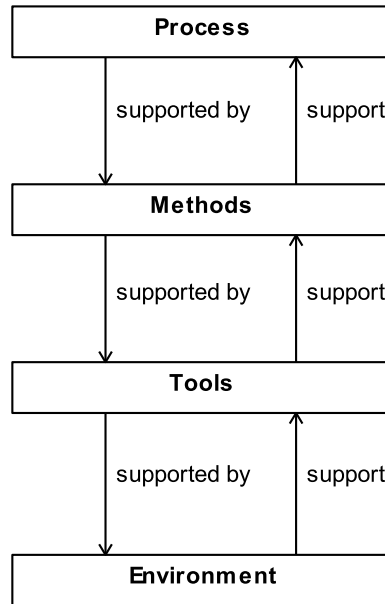 Process
supported by support
Methods
supported by support
Tools
supported by support
Environment